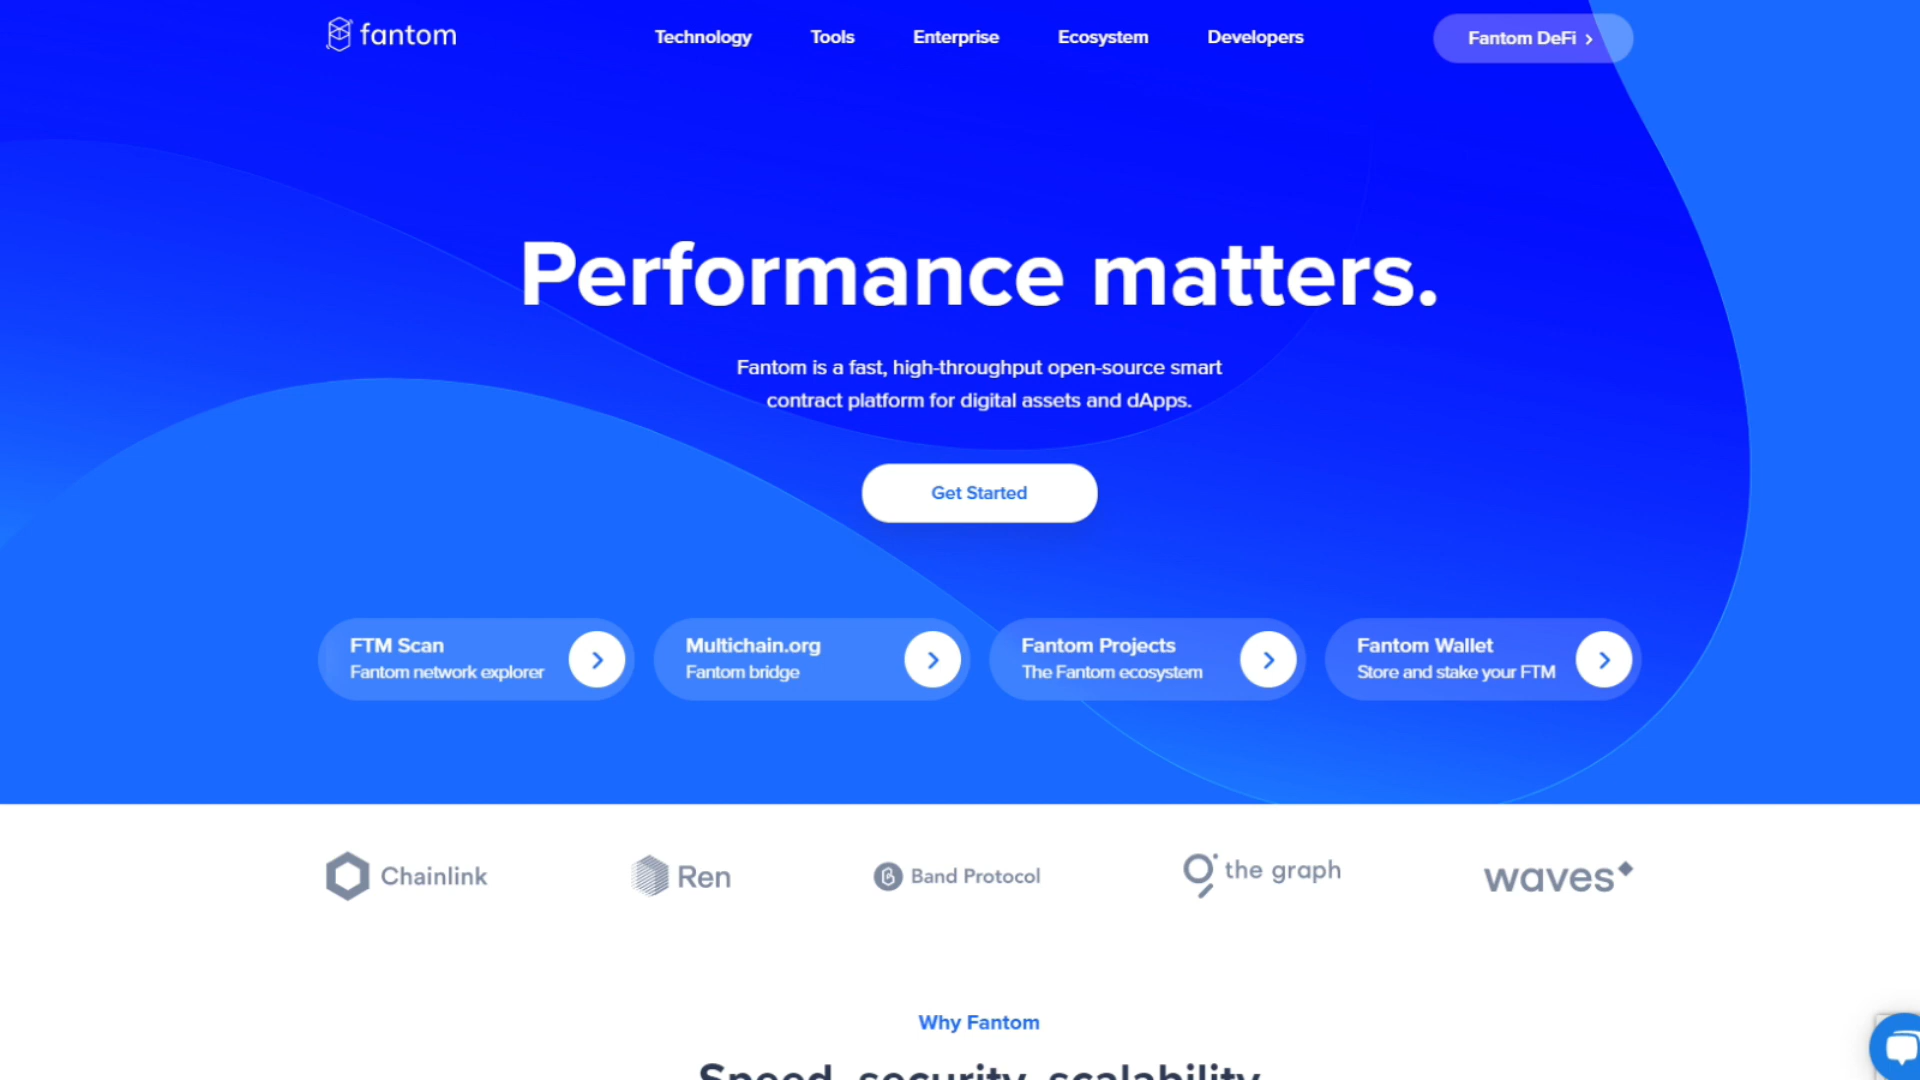 fantom
Technology
Tools
Enterprise
Ecosystem
Developers
Fantom DeFi
Performance matters.
Fantom is a fast, high-throughput open-source smart
contract platform for digital assets and dApps.
Get Started
FTM Scan
Fantom network explorer
Multichain.org
Fantom bridge
Fantom Projects
The Fantom ecosystem
Fantom Wallet
Store and stake your FTM
Chainlink
Ren
Band Protocol
the graph
waves
Why Fantom
Speed, security, scalability